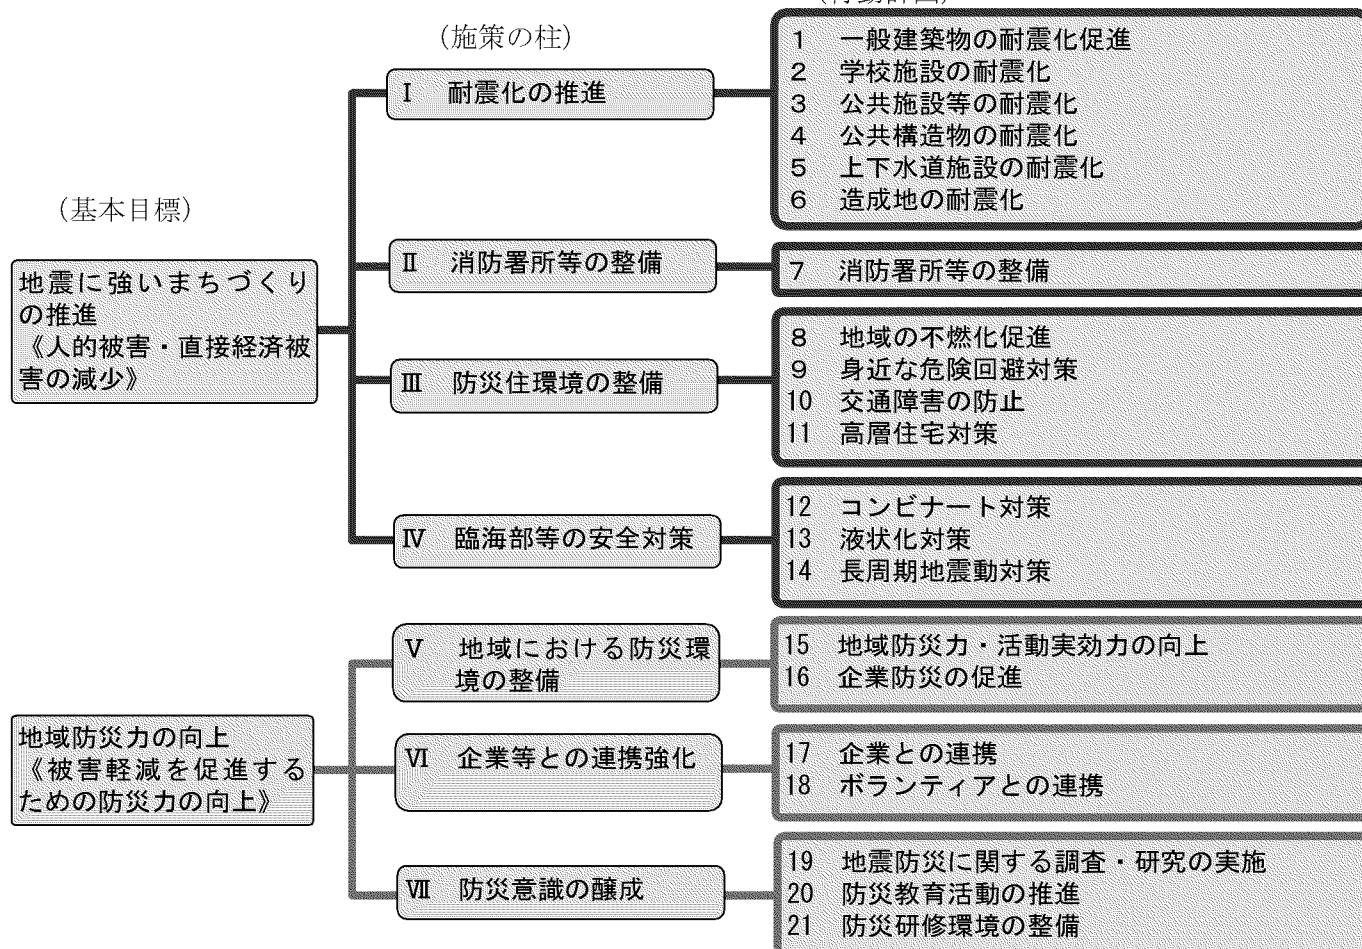 （施策の柱）
（基本目標）
地震に強いまちづくり
の推進
《人的被害・直接経済被
害の減少》
Ⅰ　耐震化の推進
1　一般建築物の耐震化促進
2　学校施設の耐震化
3　公共施設等の耐震化
4　公共構造物の耐震化
5　上下水道施設の耐震化
6　造成地の耐震化
Ⅱ　消防署所等の整備
7　消防署所等の整備
Ⅲ　防災住環境の整備
8　地域の不燃化促進
9　身近な危険回避対策
10　交通障害の防止
11　高層住宅対策
Ⅳ　臨海部等の安全対策
12　コンビナート対策
13　液状化対策
14　長周期地震動対策
地域防災力の向上
《被害軽減を促進する
ための防災力の向上》
Ⅴ　地域における防災環
境の整備
15　地域防災力・活動実効力の向上
16　企業防災の促進
Ⅵ　企業等との連携強化
17　企業との連携
18　ボランティアとの連携
Ⅶ　防災意識の醸成
19　地震防災に関する調査・研究の実施
20　防災教育活動の推進
21　防災研修環境の整備